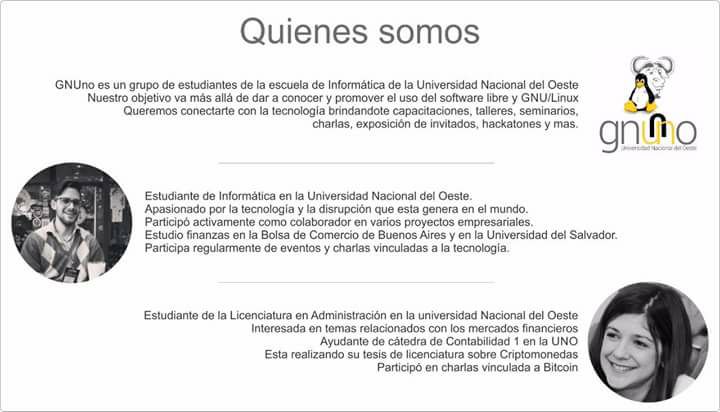 Quienes somos
GNUno es un grupo de estudiantes de la escuela de Informática de la Universidad Nacional del Oeste
Nuestro objetivo va más allá de dar a conocer y promover el uso del software libre y GNU/Linux
Queremos conectarte con la tecnología brindandote capacitaciones, talleres, seminarios,
charlas, exposición de invitados, hackatones y mas.
gnuno
Universidad Nacional del Oeste
Estudiante de Informática en la Universidad Nacional del Oeste.
Apasionado por la tecnología y la disrupción que esta genera en el mundo.
Participó activamente como colaborador en varios proyectos empresariales.
Estudio finanzas en la Bolsa de Comercio de Buenos Aires y en la Universidad del Salvador.
Participa regularmente de eventos y charlas vinculadas a la tecnología.
Estudiante de la Licenciatura en Administración en la universidad Nacional del Oeste
Interesada en temas relacionados con los mercados financieros
Ayudante de cátedra de Contabilidad 1 en la UNO
Esta realizando su tesis de licenciatura sobre Criptomonedas
Participó en charlas vinculada a Bitcoin